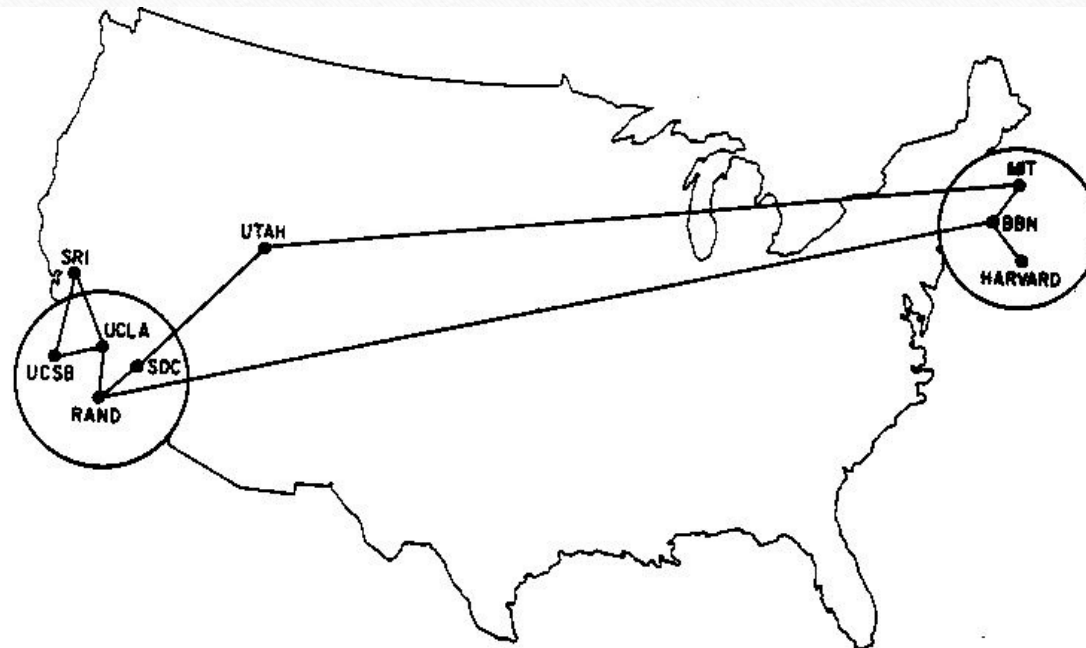 MIT
BBN
UTAH
SRI
HARVARD
UCLA
UCSB
SDC
RAND